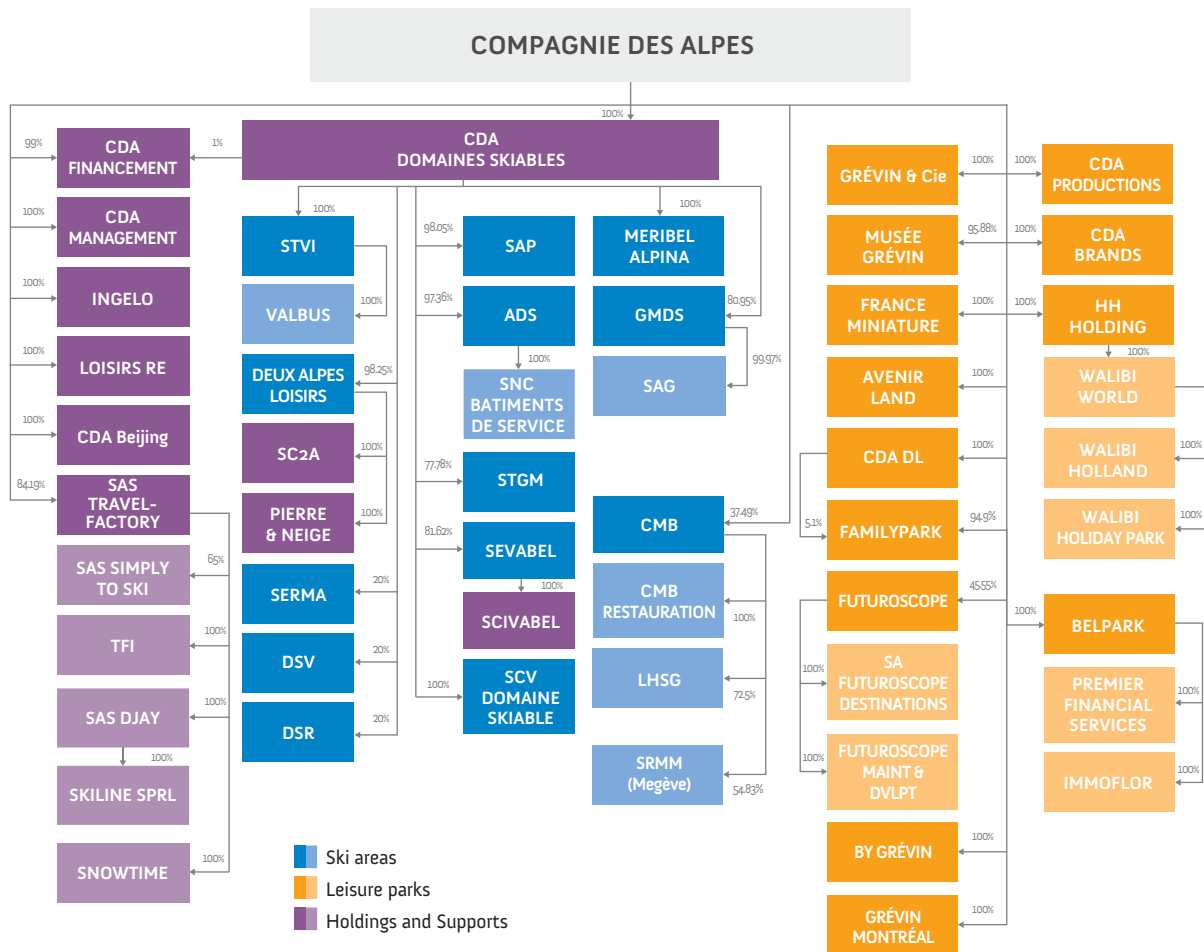 COMPAGNIE DES ALPES
100%
CDA
DOMAINES SKIABLES
99%
CDA
FINANCEMENT
1%
100%
CDA
MANAGEMENT
100%
INGELO
100%
LOISIRS RE
100%
CDA Beijing
84.19%
SAS
TRAVEL-
FACTORY
SAS SIMPLY
TO SKI
65%
TFI
100%
SAS DJAY
100%
100%
SKILINE SPRL
SNOWTIME
100%
100%
STVI
VALBUS
100%
DEUX ALPES
LOISIRS
98.25%
SC2A
100%
PIERRE
& NEIGE
100%
SERMA
20%
DSV
20%
DSR
20%
98.05%
SAP
97.36%
ADS
100%
SNC
BATIMENTS
DE SERVICE
77.78%
STGM
81.62%
SEVABEL
100%
SCIVABEL
100%
SCV
DOMAINE
SKIABLE
100%
MERIBEL
ALPINA
GMDS
80.95%
SAG
99.97%
CMB
37.49%
CMB
RESTAURATION
100%
LHSG
72.5%
SRMM
(Megève)
54.83%
GRÉVIN & Cie
100%
MUSÉE
GRÉVIN
95.88%
FRANCE
MINIATURE
100%
AVENIR
LAND
100%
CDA DL
100%
5.1%
FAMILYPARK
94.9%
FUTUROSCOPE
45.55%
100%
SA
FUTUROSCOPE
DESTINATIONS
100%
FUTUROSCOPE
MAINT &
DVLPT
BY GRÉVIN
100%
GRÉVIN
MONTRÉAL
100%
100%
CDA
PRODUCTIONS
100%
CDA
BRANDS
100%
HH
HOLDING
100%
WALIBI
WORLD
WALIBI
HOLLAND
100%
WALIBI
HOLIDAY PARK
100%
100%
BELPARK
PREMIER
FINANCIAL
SERVICES
100%
IMMOFLOR
100%
Ski areas
Leisure parks
Holdings and Supports